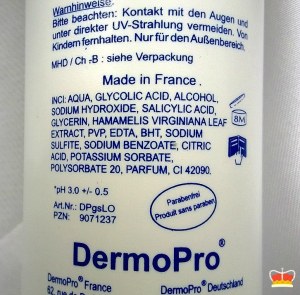 Warnhinweise:
Bitte beachten: Kontakt mit den Augen und
unter direkter UV-Strahlung vermeiden. Von
Kindern fernhalten. Nur für den Außenbereich.
MHD / Ch.-B : siehe Verpackung
Made in France .
INCI: AQUA, GLYCOLIC ACID, ALCOHOL,
SODIUM HYDROXIDE, SALICYLIC ACID,
GLYCERIN, HAMAMELIS VIRGINIANA LEAF
EXTRACT, PVP, EDTA, BHT, SODIUM
SULFITE, SODIUM BENZOATE, CITRIC
ACID, POTASSIUM SORBATE,
POLYSORBATE 20, PARFUM, CI 42090.
8M
*pH 3.0 +/- 0.5
Art.Nr.: DPgsLO
PZN: 9071237
Parabenfrei
Produit sans paraben
DermoPro®
DermoPro® France
DermoPro® Deutschland
62, rue de